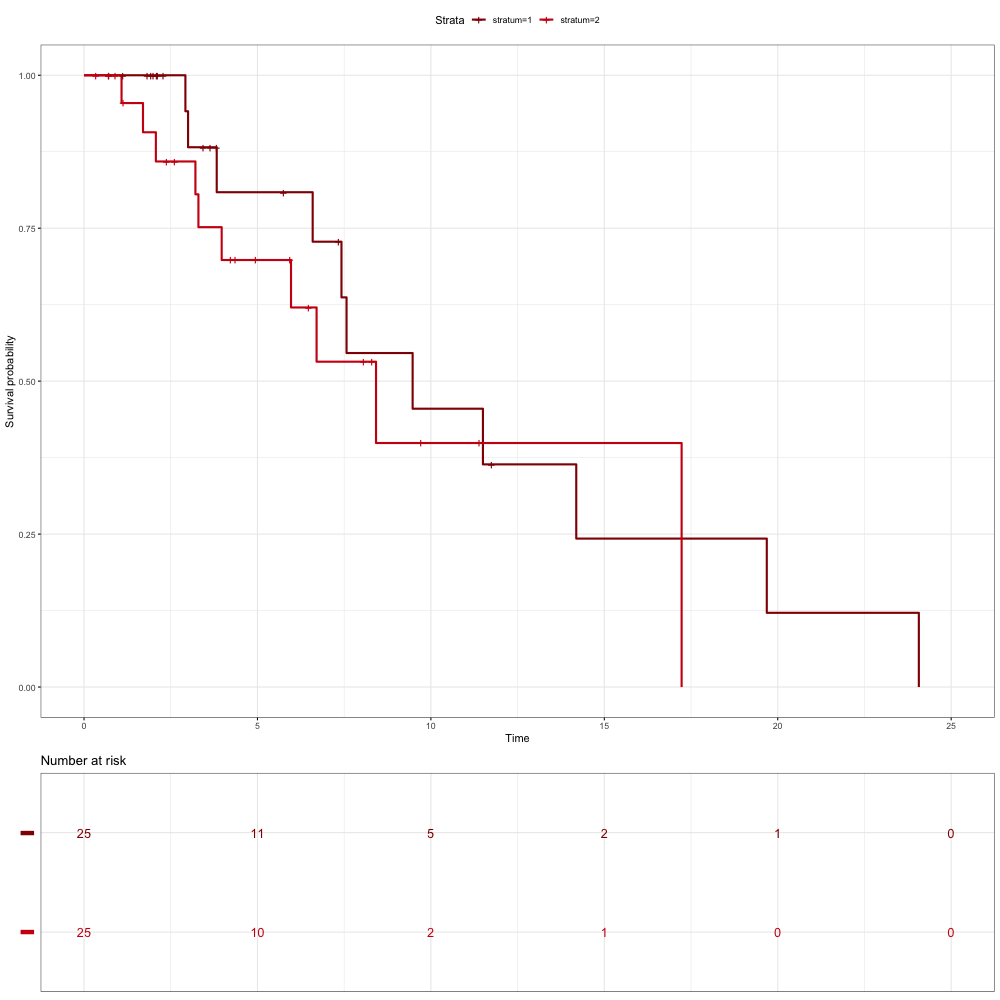 Strata stratum=1 stratum=2
Survival probability
1.00
0.75
0.50
0.25
0.00
0 5 10 15 20 25
Time
Number at risk
25 11 5 2 1 0
25 10 2 1 0 0